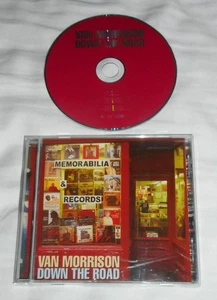 VAN MORRISON
DOWN THE ROAD
MEMORABILIA
&
RECORDS
VAN MORRISON
DOWN THE ROAD